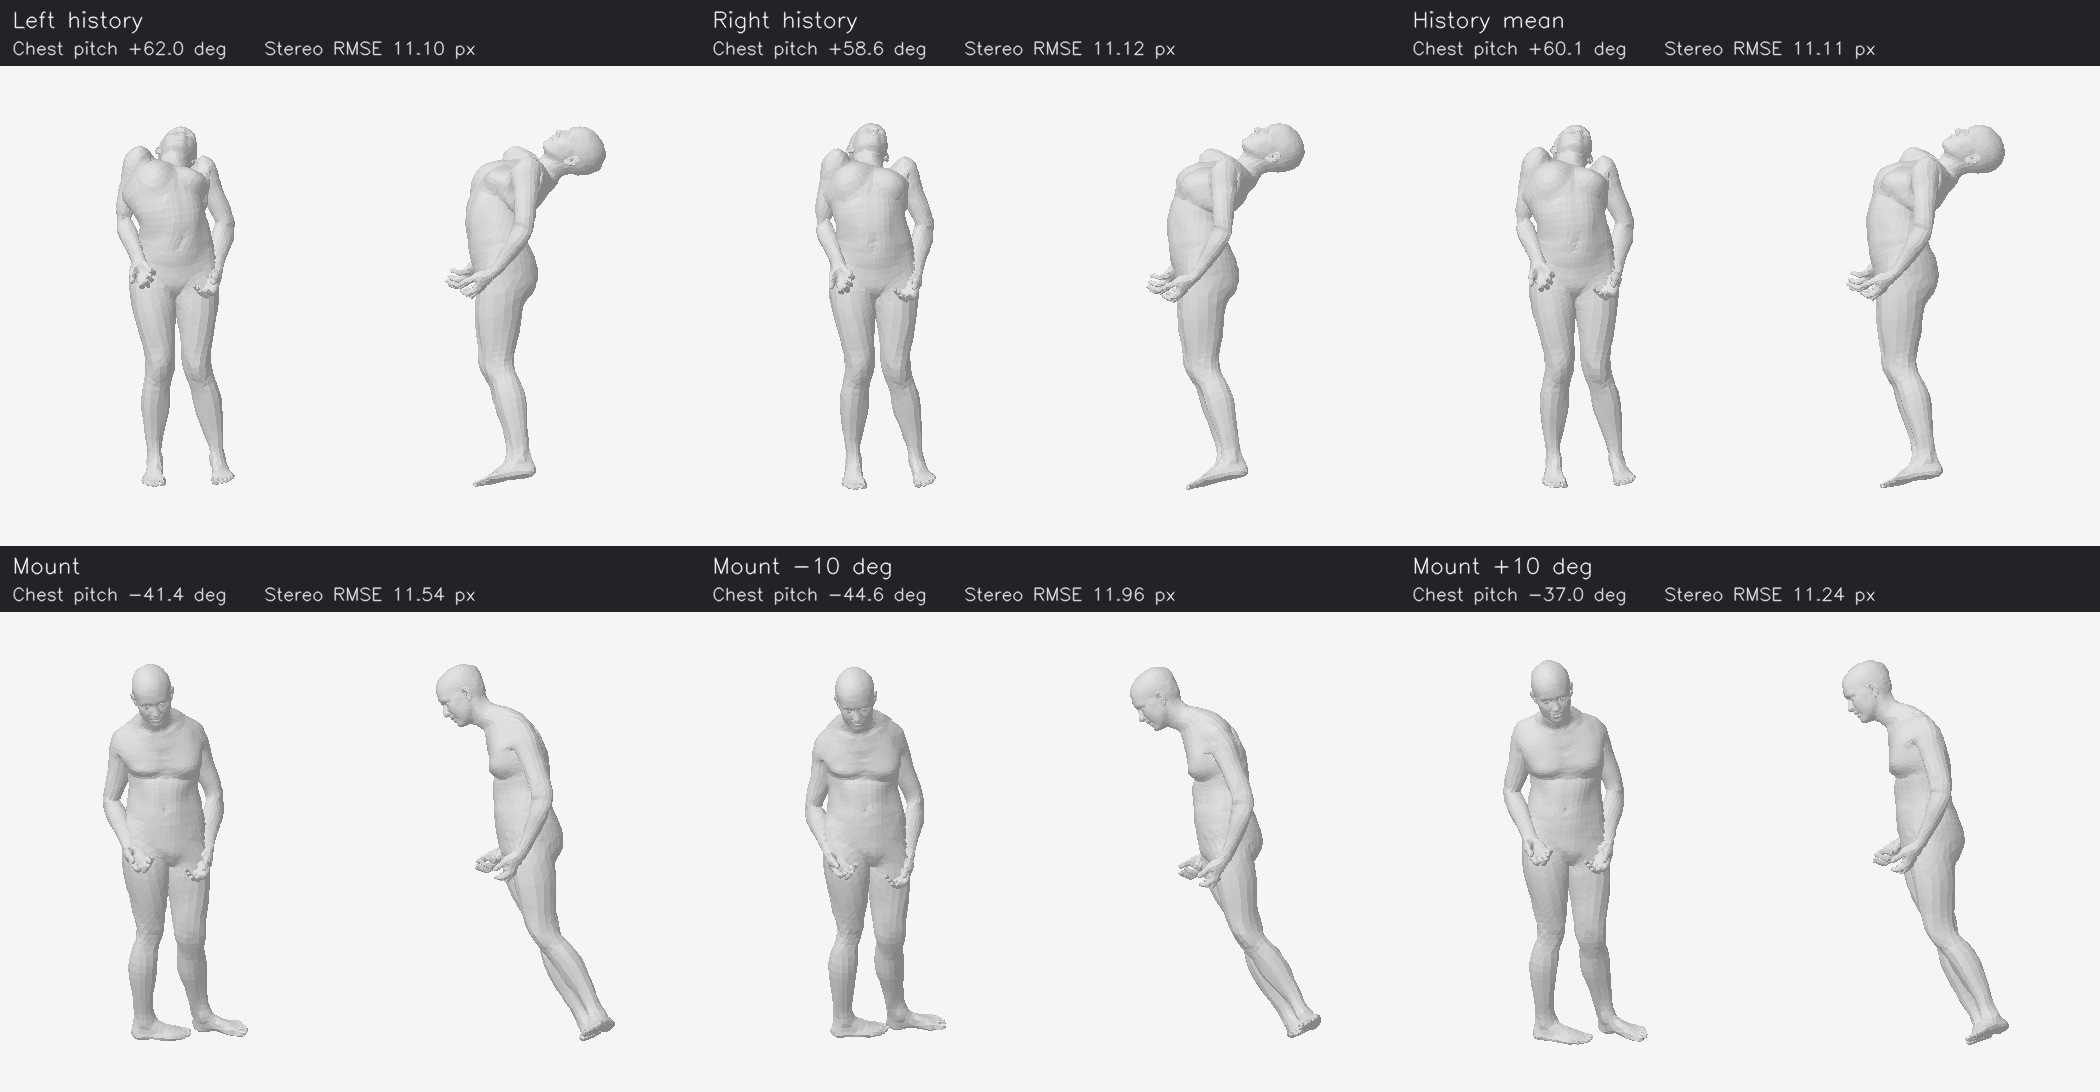 Left history
Chest pitch +62.0 deg Stereo RMSE 11.10 px
Right history
Chest pitch +58.6 deg Stereo RMSE 11.12 px
History mean
Chest pitch +60.1 deg Stereo RMSE 11.11 px
Mount
Chest pitch −41.4 deg Stereo RMSE 11.54 px
Mount −10 deg
Chest pitch −44.6 deg Stereo RMSE 11.96 px
Mount +10 deg
Chest pitch −37.0 deg Stereo RMSE 11.24 px